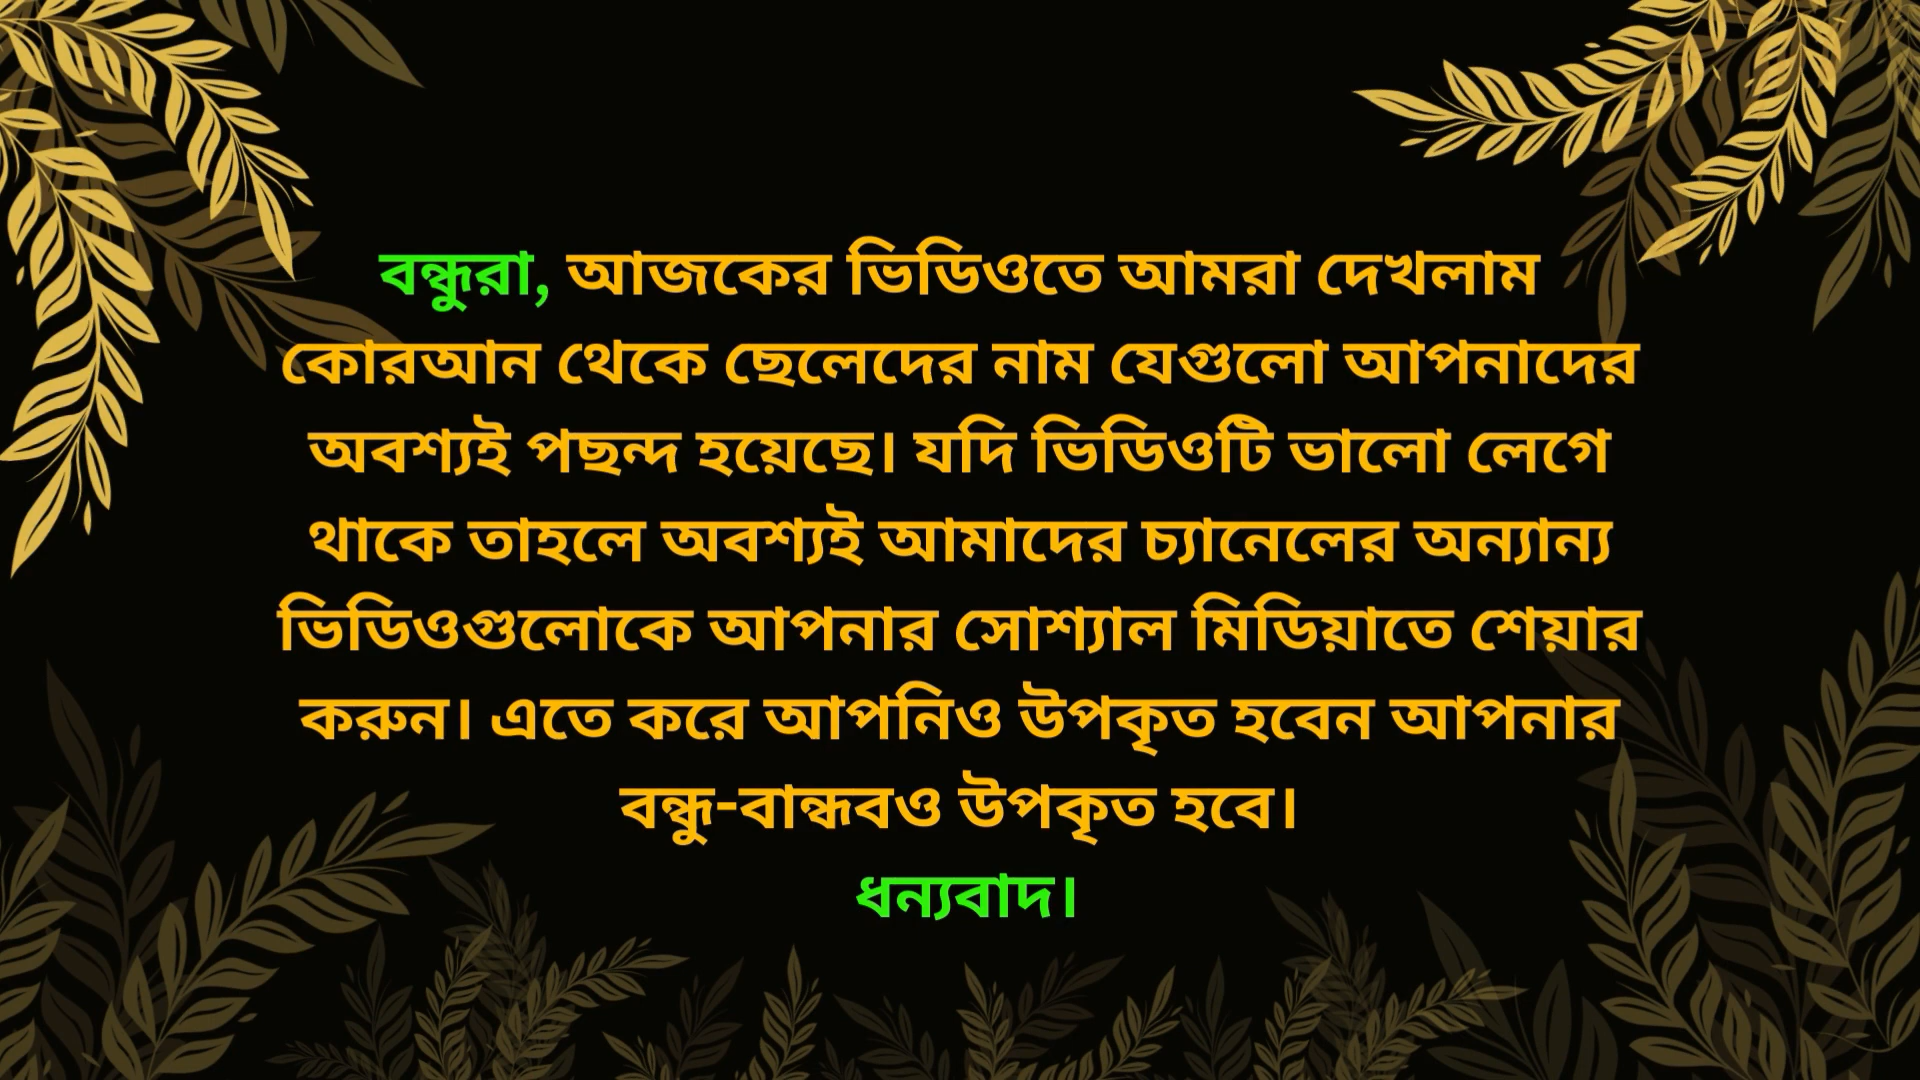 বন্ধুরা, আজকের ভিডিওতে আমরা দেখলাম
কোরআন থেকে ছেলেদের নাম যেগুলো আপনাদের
অবশ্যই পছন্দ হয়েছে। যদি ভিডিওটি ভালো লেগে
থাকে তাহলে অবশ্যই আমাদের চ্যানেলের অন্যান্য
ভিডিওগুলোকে আপনার সোশ্যাল মিডিয়াতে শেয়ার
করুন। এতে করে আপনিও উপকৃত হবেন আপনার
বন্ধু-বান্ধবও উপকৃত হবে।
ধন্যবাদ।